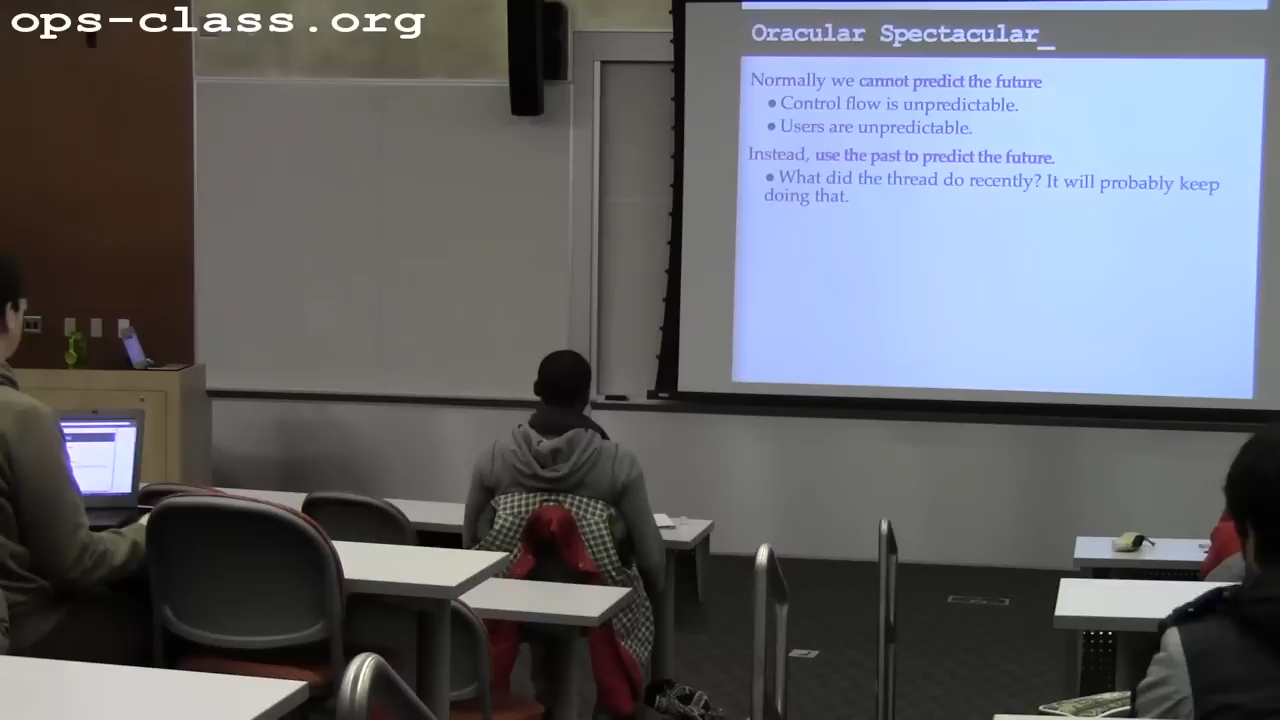 ops-class.org
Oracular Spectacular_
Normally we cannot predict the future
• Control flow is unpredictable.
• Users are unpredictable.
Instead, use the past to predict the future.
• What did the thread do recently? It will probably keep
doing that.